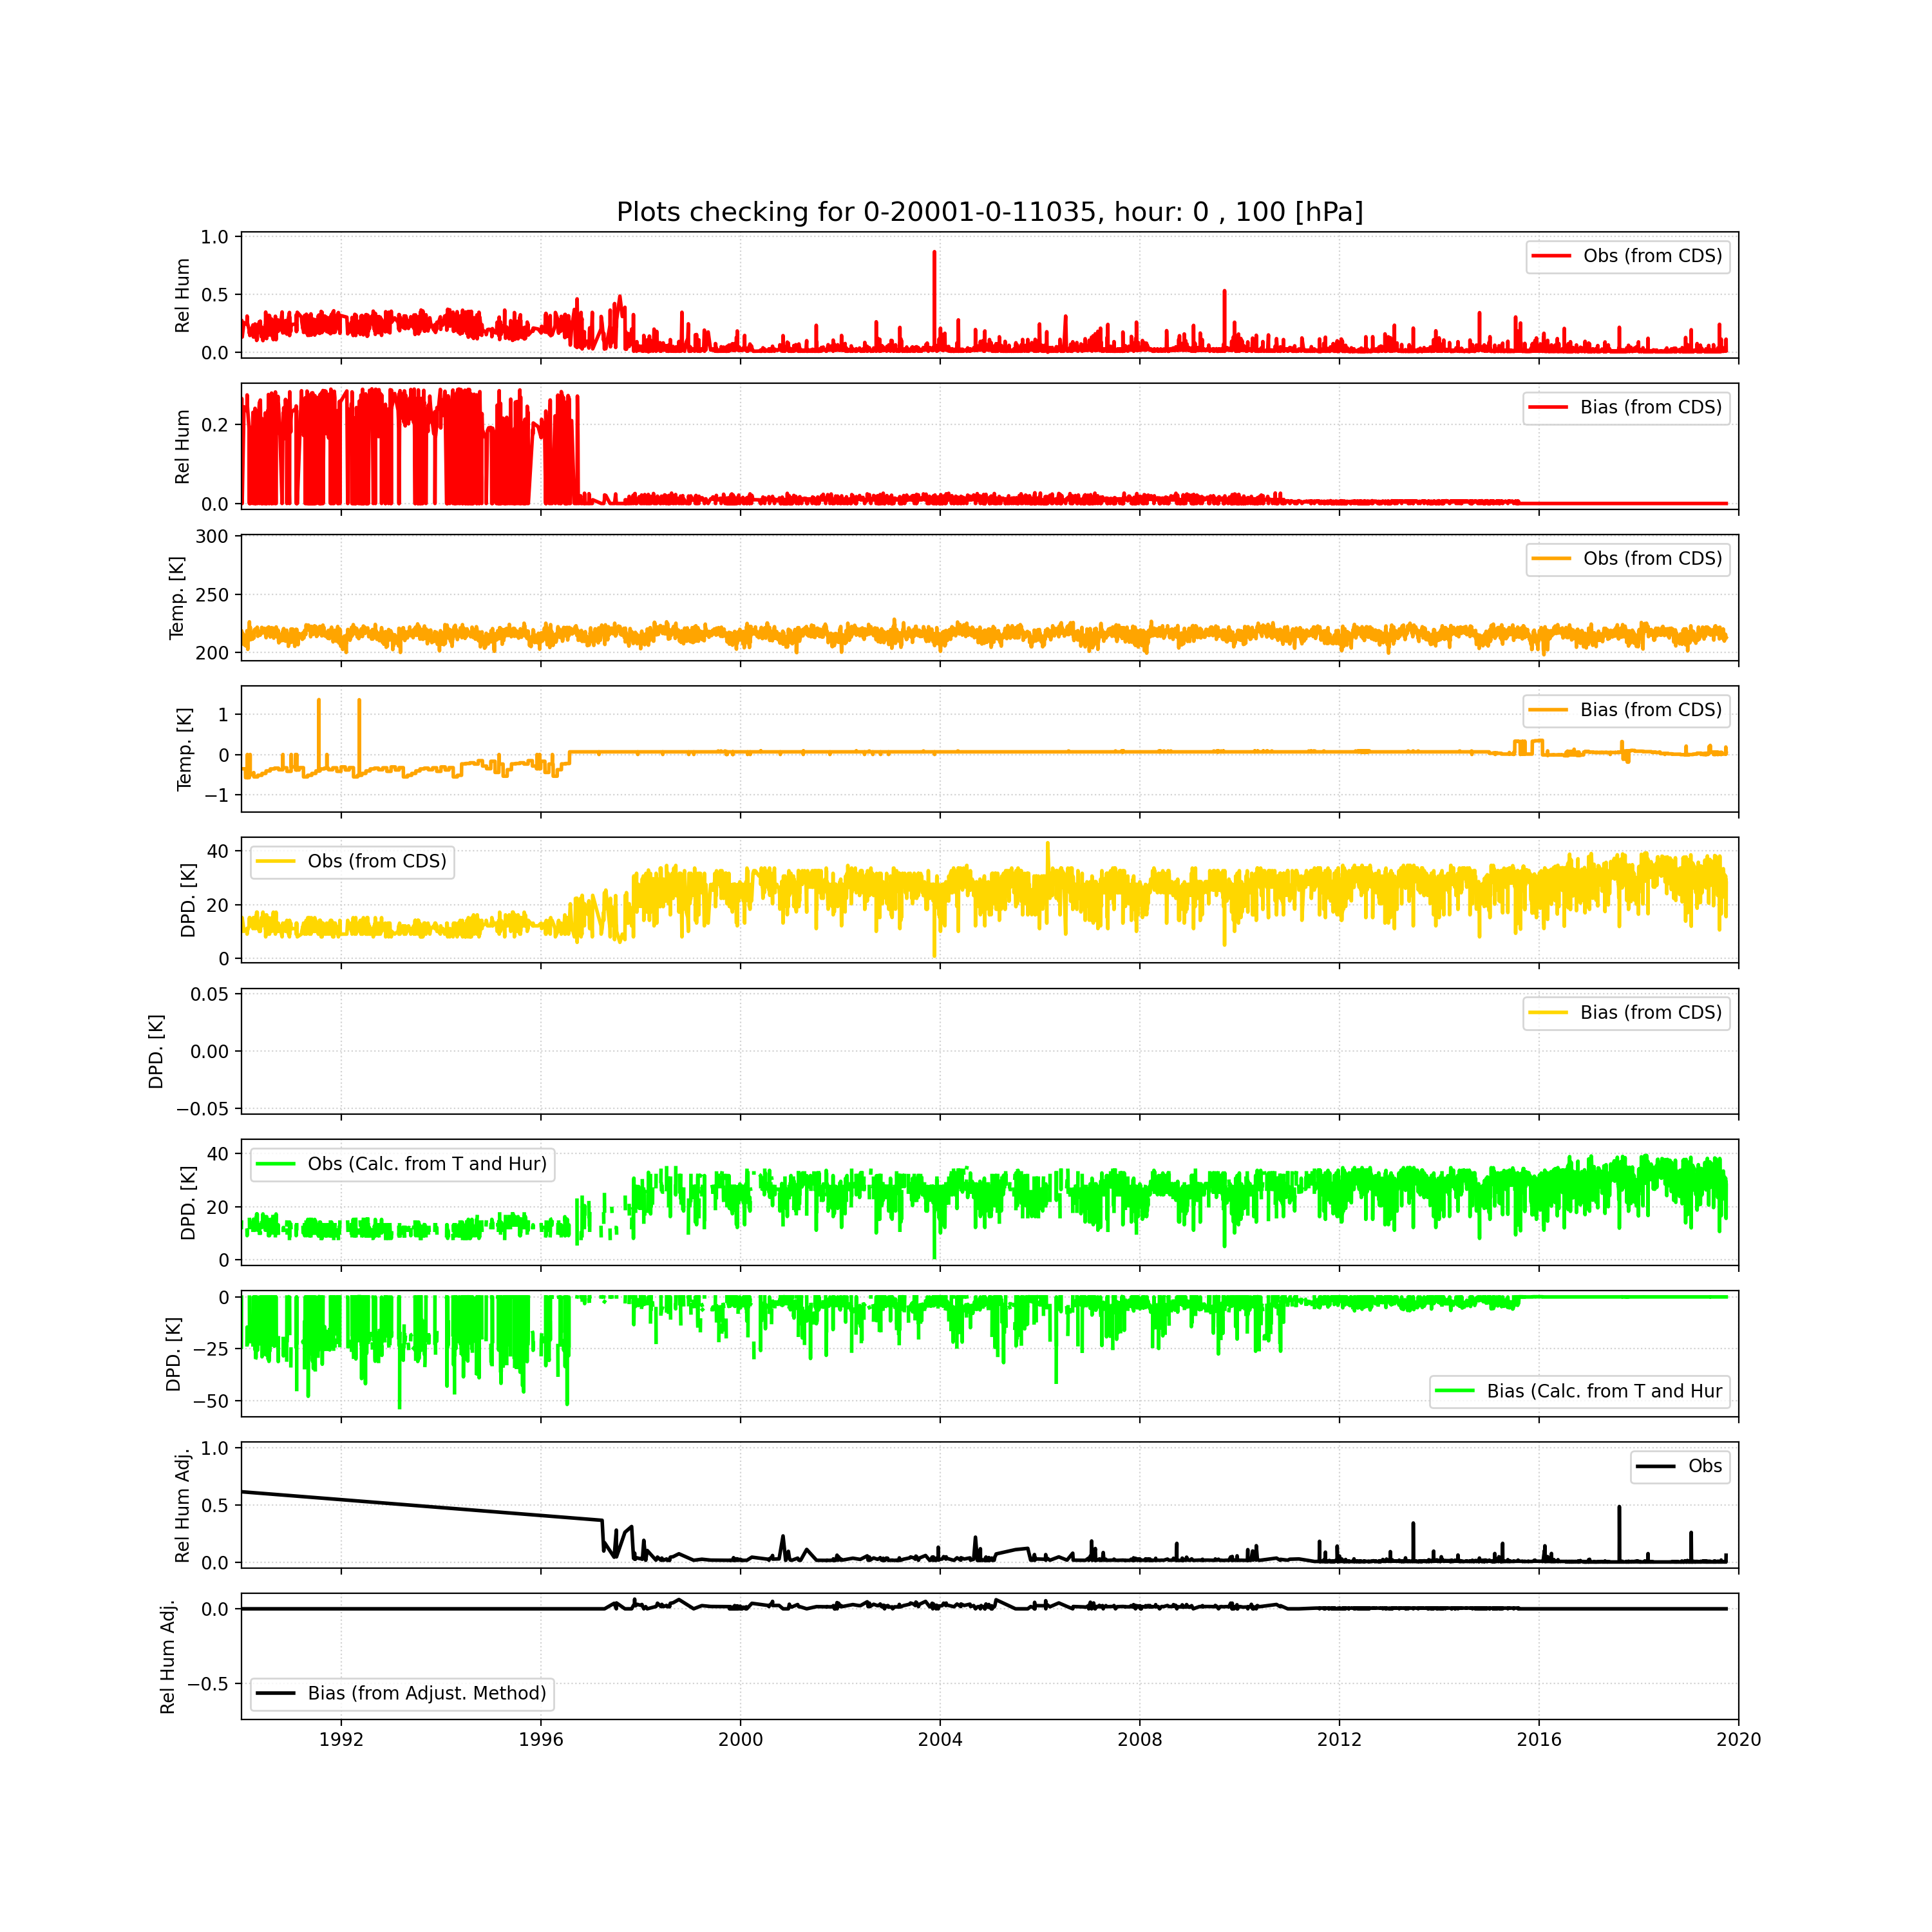 Plots checking for 0-20001-0-11035, hour: 0 , 100 [hPa]
Rel Hum
1.0
0.5
0.0
Obs (from CDS)
Rel Hum
0.2
0.0
Bias (from CDS)
Temp. [K]
300
250
200
Obs (from CDS)
Temp. [K]
1
0
−1
Bias (from CDS)
DPD. [K]
40
20
0
Obs (from CDS)
DPD. [K]
0.05
0.00
−0.05
Bias (from CDS)
DPD. [K]
40
20
0
Obs (Calc. from T and Hur)
DPD. [K]
0
−25
−50
Bias (Calc. from T and Hur
Rel Hum Adj.
1.0
0.5
0.0
Obs
Rel Hum Adj.
0.0
−0.5
Bias (from Adjust. Method)
1992 1996 2000 2004 2008 2012 2016 2020